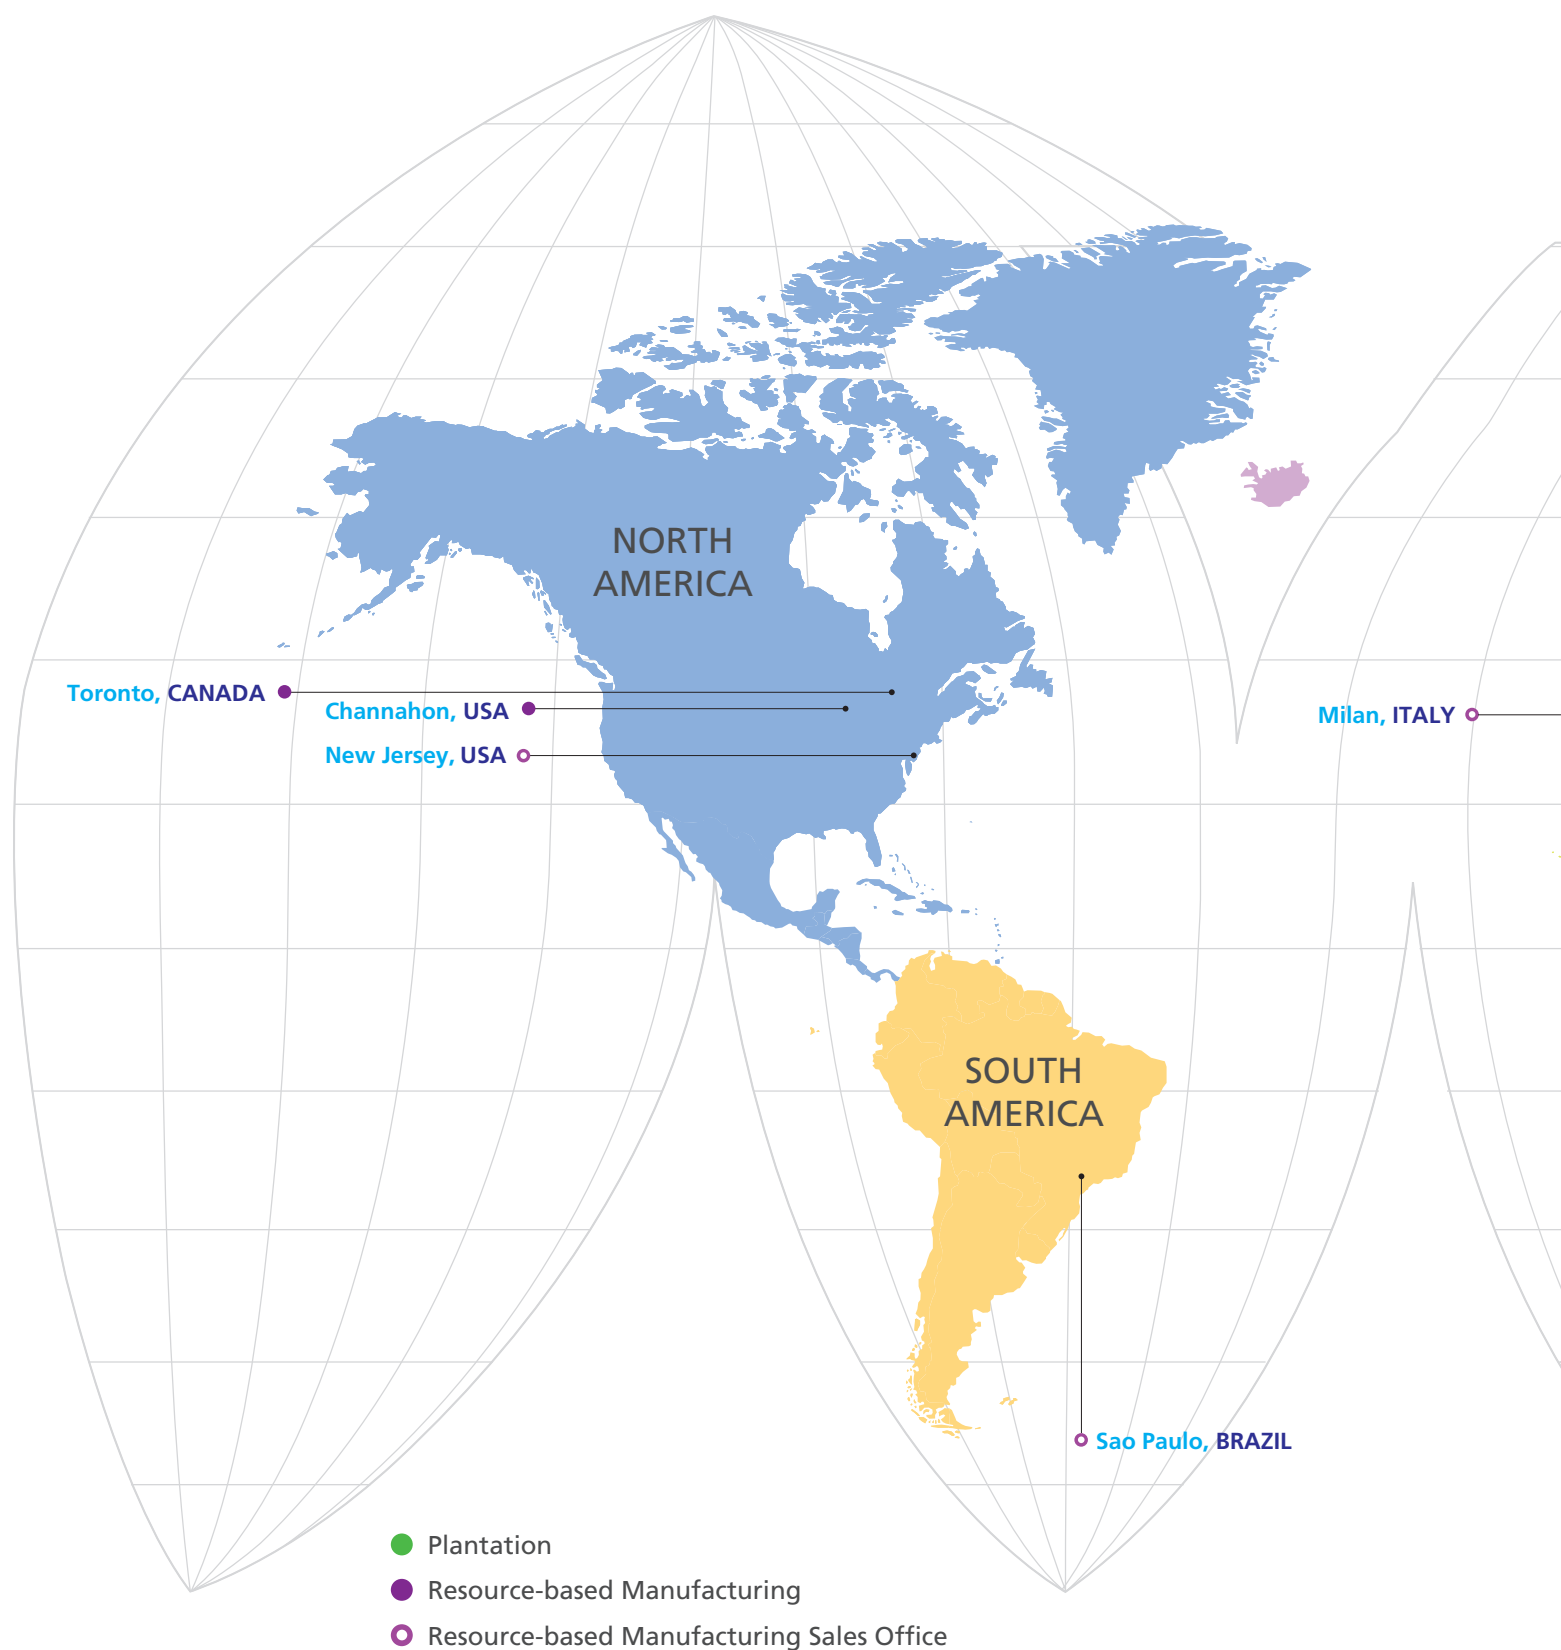 NORTH
AMERICA
Toronto, CANADA
Channahon, USA
New Jersey, USA
Milan, ITALY
SOUTH
AMERICA
Sao Paulo, BRAZIL
Plantation
Resource-based Manufacturing
Resource-based Manufacturing Sales Office